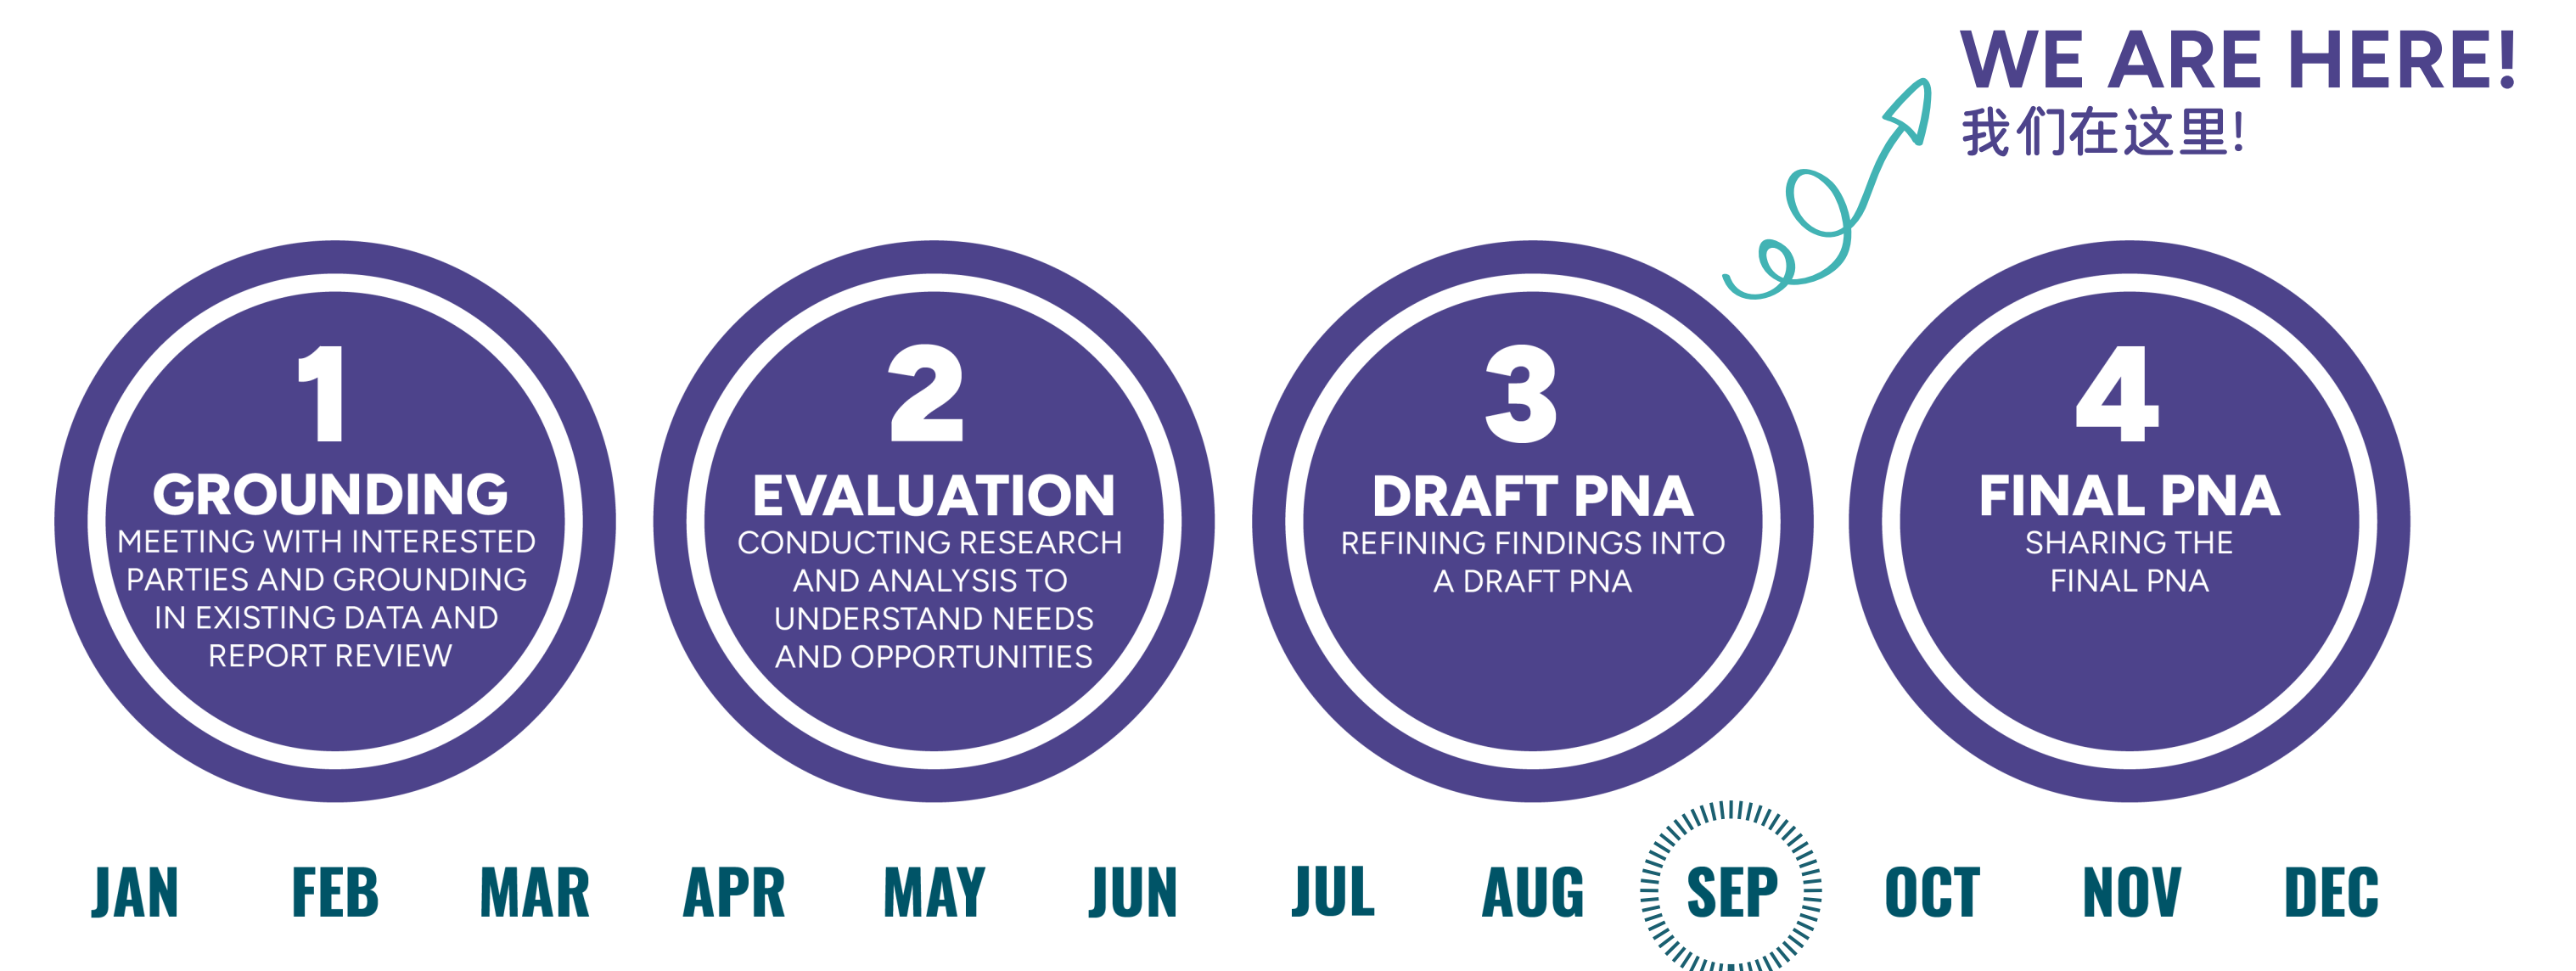 WE ARE HERE!
我们在这里!
1
GROUNDING
MEETING WITH INTERESTED
PARTIES AND GROUNDING
IN EXISTING DATA AND
REPORT REVIEW
2
EVALUATION
CONDUCTING RESEARCH
AND ANALYSIS TO
UNDERSTAND NEEDS
AND OPPORTUNITIES
3
DRAFT PNA
REFINING FINDINGS INTO
A DRAFT PNA
4
FINAL PNA
SHARING THE
FINAL PNA
JAN FEB MAR APR MAY JUN JUL AUG SEP OCT NOV DEC